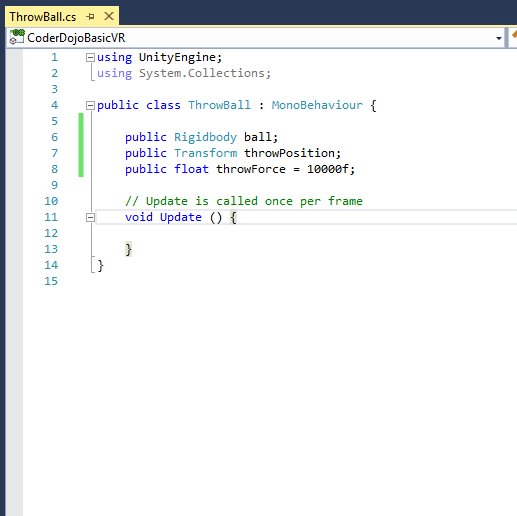 ThrowBall.cs
CoderDojoBasicVR
1 using UnityEngine;
2 using System.Collections;
3
4 public class ThrowBall : MonoBehaviour {
5
6 public Rigidbody ball;
7 public Transform throwPosition;
8 public float throwForce = 10000f;
9
10 // Update is called once per frame
11 void Update () {
12
13 }
14 }
15